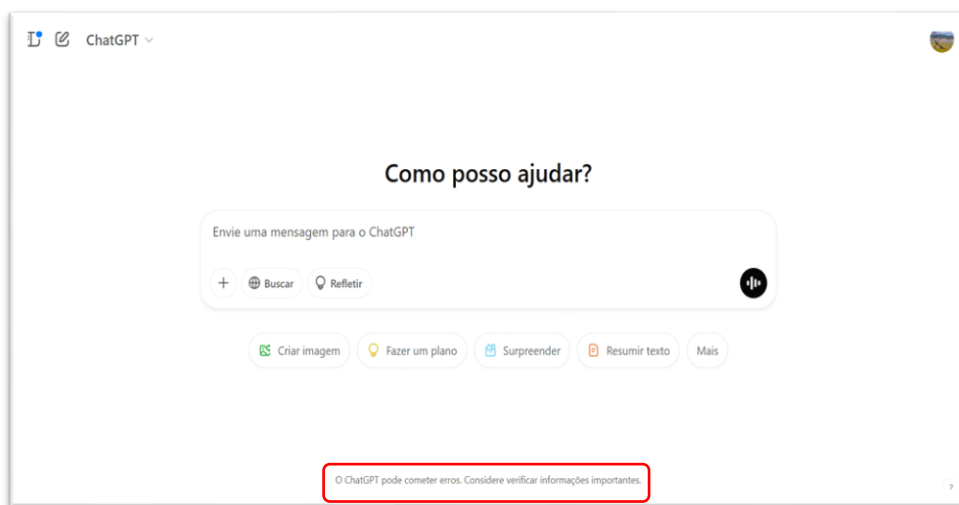 ChatGPT
Como posso ajudar?
Envie uma mensagem para o ChatGPT
Buscar Refletir
Criar imagem Fazer um plano Surpreender Resumir texto Mais
O ChatGPT pode cometer erros. Considere verificar informações importantes.
?